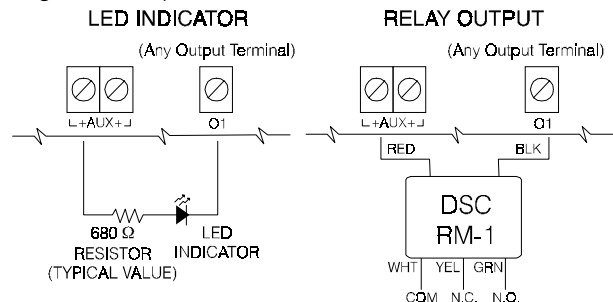 LED INDICATOR
(Any Output Terminal)
+AUX+
O1
680 Ω
RESISTOR
(TYPICAL VALUE)
LED
INDICATOR
RELAY OUTPUT
(Any Output Terminal)
+AUX+
O1
RED
BLK
DSC
RM-1
WHT YEL GRN
COM N.C. N.O.